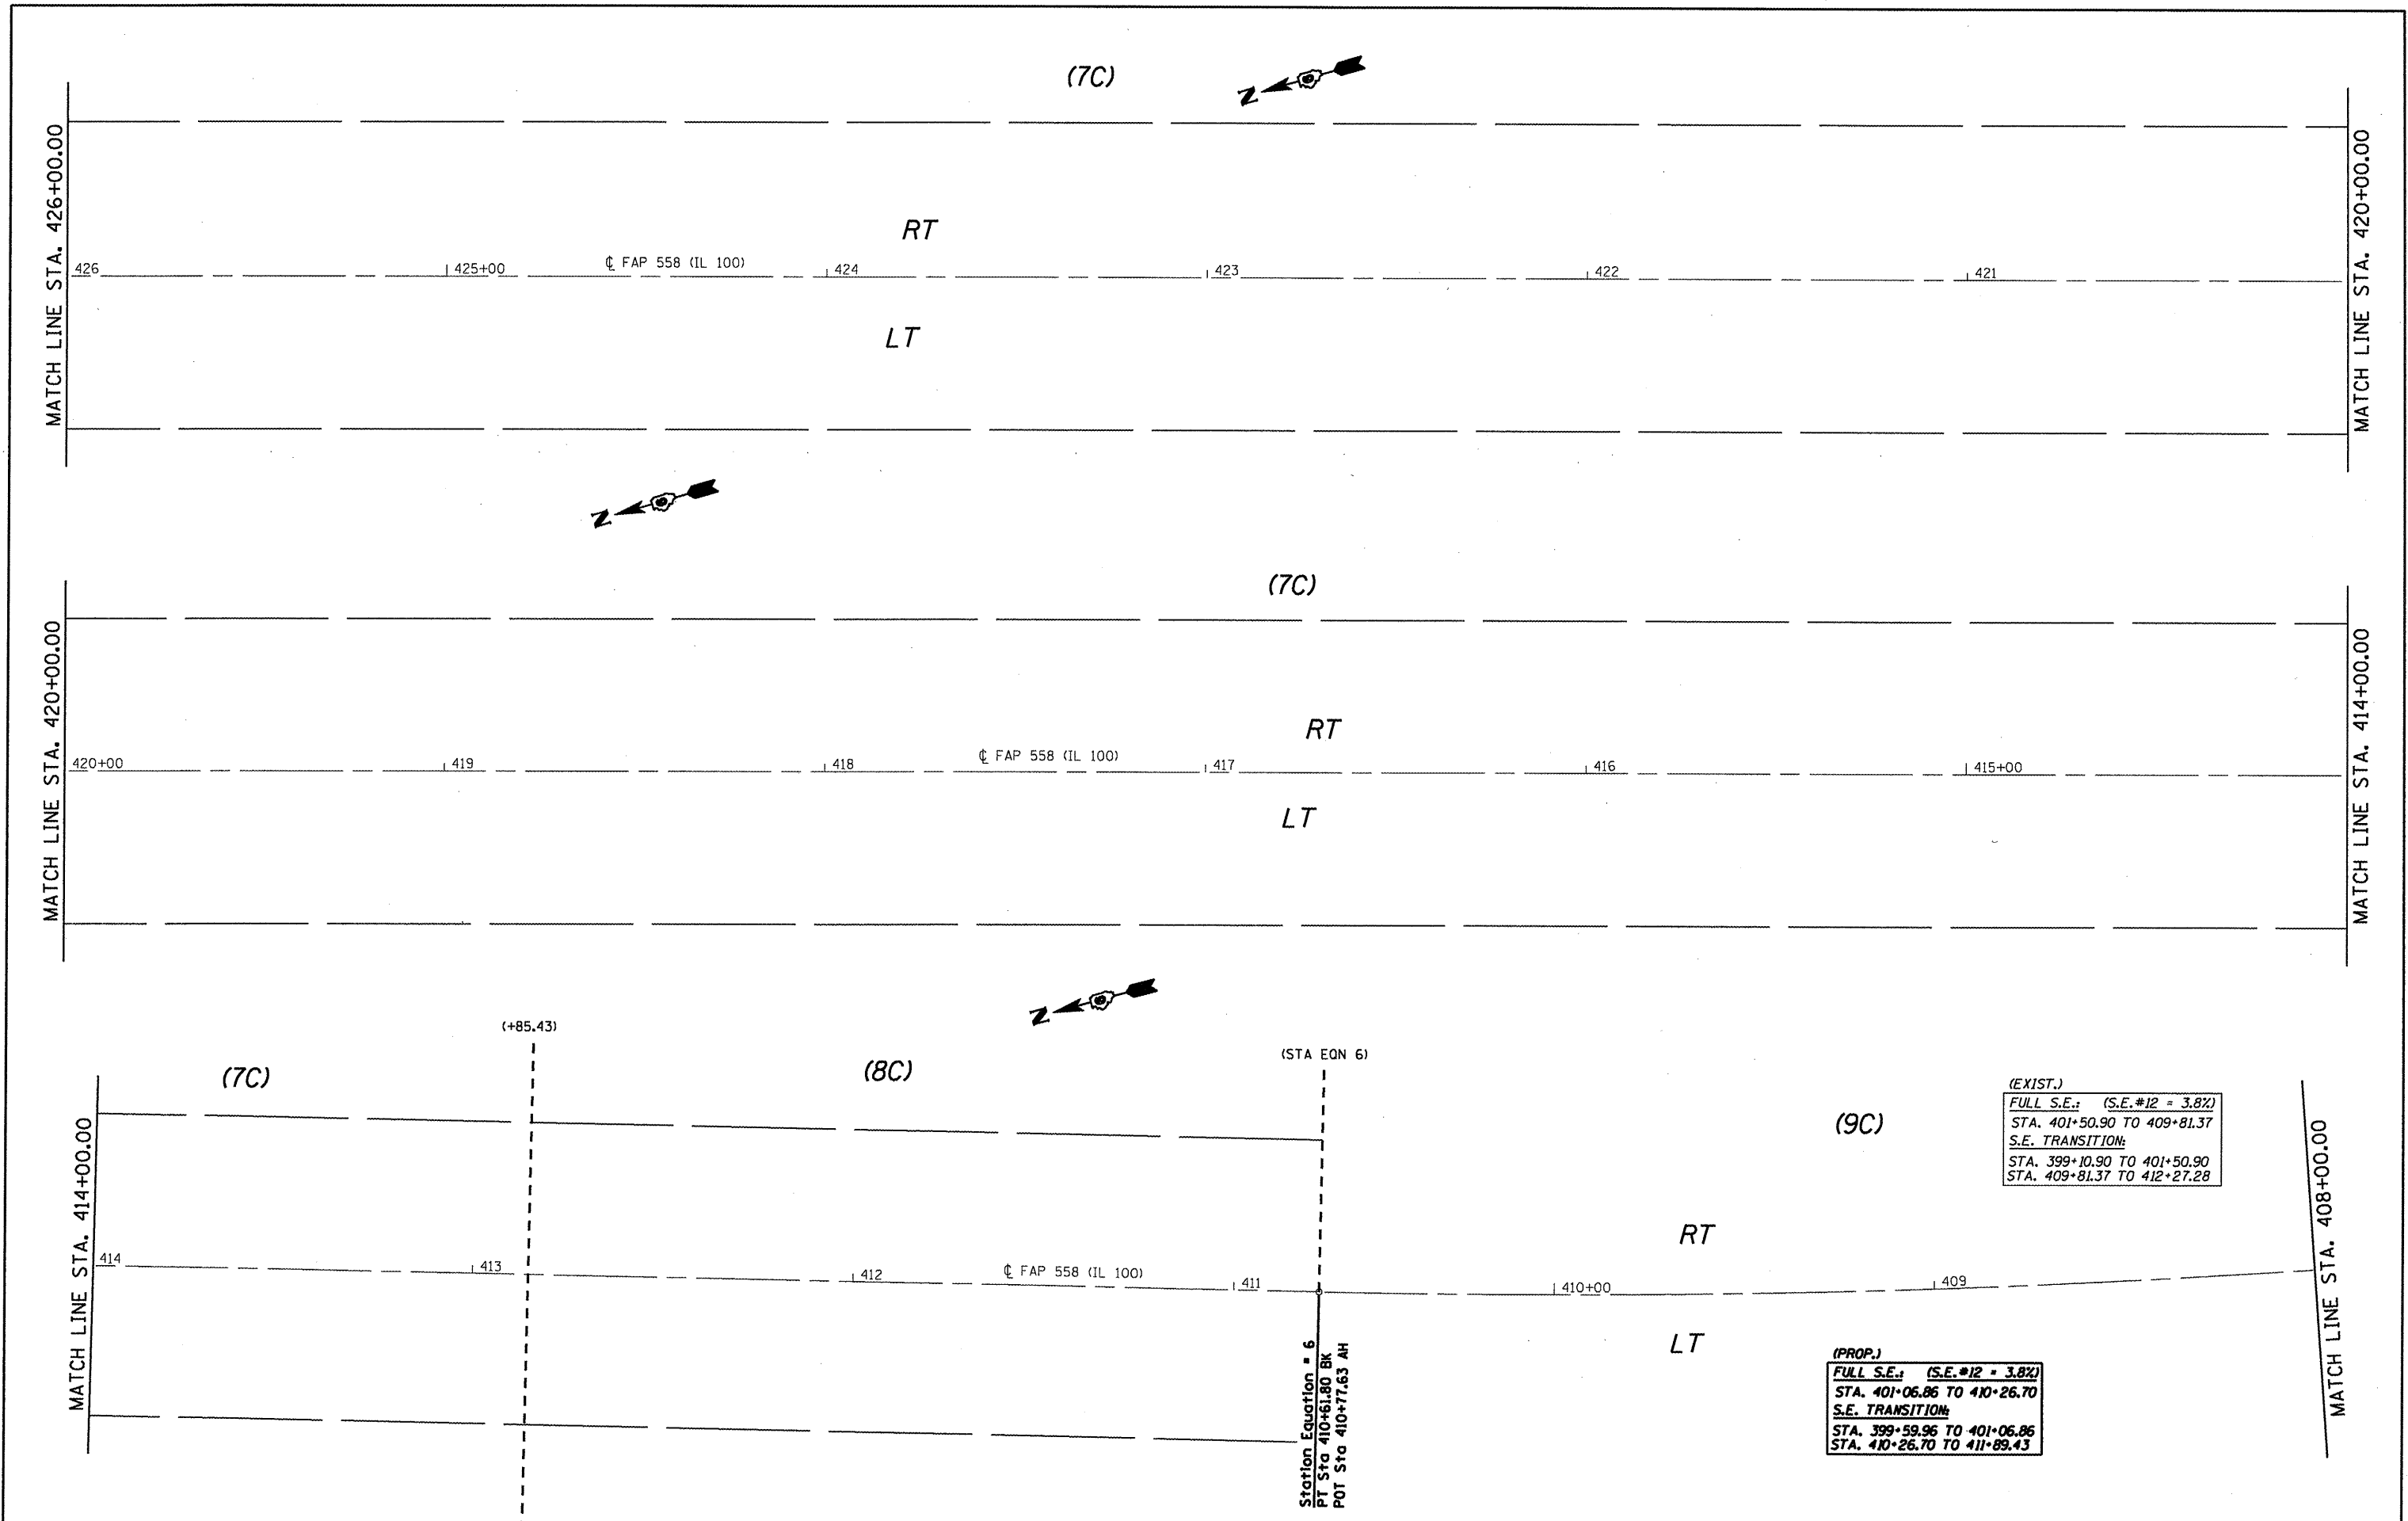 (7C)
N
MATCH LINE STA. 426+00.00
MATCH LINE STA. 420+00.00
RT
426
425+00
℄ FAP 558 (IL 100)
424
423
422
421
LT
N
(7C)
MATCH LINE STA. 420+00.00
MATCH LINE STA. 414+00.00
RT
420+00
419
418
℄ FAP 558 (IL 100)
417
416
415+00
LT
N
(+85.43)
(STA EQN 6)
(7C)
(8C)
(9C)
(EXIST.)
FULL S.E.: (S.E.#12 = 3.8%)
STA. 401+50.90 TO 409+81.37
S.E. TRANSITION:
STA. 399+10.90 TO 401+50.90
STA. 409+81.37 TO 412+27.28
MATCH LINE STA. 414+00.00
MATCH LINE STA. 408+00.00
RT
414
413
412
℄ FAP 558 (IL 100)
411
410+00
409
LT
Station Equation = 6
PT Sta 410+61.80 BK
POT Sta 410+77.63 AH
(PROP.)
FULL S.E.: (S.E.#12 = 3.8%)
STA. 401+06.86 TO 410+26.70
S.E. TRANSITION:
STA. 399+59.96 TO 401+06.86
STA. 410+26.70 TO 411+89.43